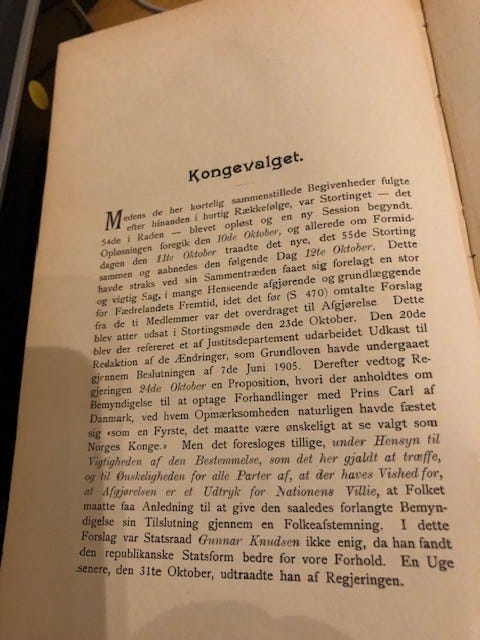 Kongevalget.
Medens de her kortelig sammenstillede Begivenheder fulgte
efter hinanden i hurtig Rækkefølge, var Stortinget — det
54de i Raden — blevet opløst og en ny Session begyndt.
Opløsningen foregik den 10de Oktober, og allerede om Formid-
dagen den 11te Oktober traadte det nye, det 55de Storting
sammen og aabnedes den følgende Dag 12te Oktober. Dette
havde straks ved sin Sammentræden faaet sig forelagt en stor
og vigtig Sag, i mange Henseende afgjørende og grundlæggende
for Fædrelandets Fremtid, idet det før (S 470) omtalte Forslag
fra de ti Medlemmer var det overdraget til Afgjørelse. Dette
blev atter udsat i Stortingsmøde den 23de Oktober. Den 20de
blev der refereret et af Justitsdepartement udarbeidet Udkast til
Redaktion af de Ændringer, som Grundloven havde undergaaet
gjennem Beslutningen af 7de Juni 1905. Derefter vedtog Re-
gjeringen 24de Oktober en Proposition, hvori der anholdtes om
Bemyndigelse til at optage Forhandlinger med Prins Carl af
Danmark, ved hvem Opmærksomheden naturligen havde fæstet
sig «som en Fyrste, det maatte være ønskeligt at se valgt som
Norges Konge.» Men det foresloges tillige, under Hensyn til
Vigtigheden af den Bestemmelse, som det her gjaldt at træffe,
og til Ønskeligheden for alle Parter af, at der haves Vished for,
at Afgjørelsen er et Udtryk for Nationens Villie, at Folket
maatte faa Anledning til at give den saaledes forlangte Bemyn-
digelse sin Tilslutning gjennem en Folkeafstemning. I dette
Forslag var Statsraad Gunnar Knudsen ikke enig, da han fandt
den republikanske Statsform bedre for vore Forhold. En Uge
senere, den 31te Oktober, udtraadte han af Regjeringen.